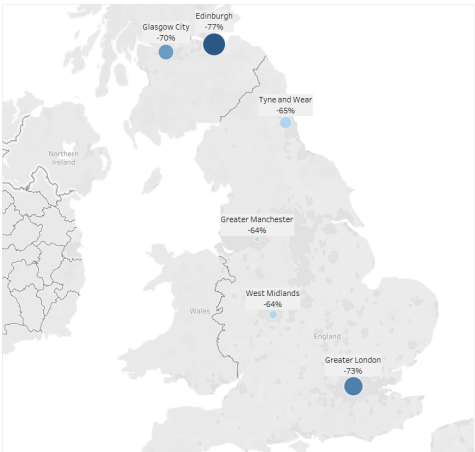 Edinburgh
-77%
Glasgow City
-70%
Tyne and Wear
-65%
Northern
Ireland
Greater Manchester
-64%
West Midlands
-64%
Wales
England
Greater London
-73%